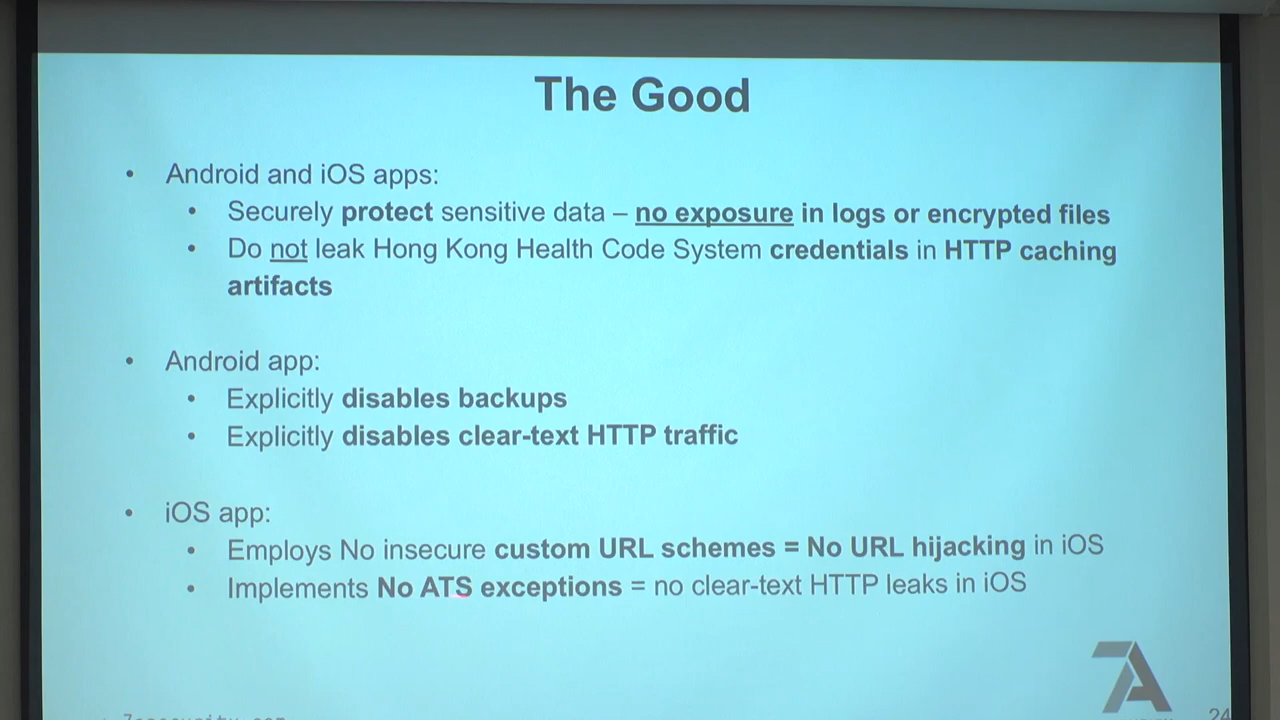 The Good
• Android and iOS apps:
• Securely protect sensitive data – no exposure in logs or encrypted files
• Do not leak Hong Kong Health Code System credentials in HTTP caching
artifacts
• Android app:
• Explicitly disables backups
• Explicitly disables clear-text HTTP traffic
• iOS app:
• Employs No insecure custom URL schemes = No URL hijacking in iOS
• Implements No ATS exceptions = no clear-text HTTP leaks in iOS
7A
24